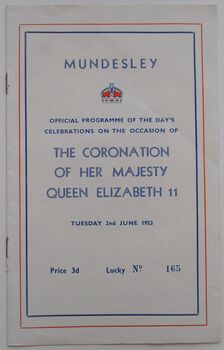 MUNDESLEY
OFFICIAL PROGRAMME OF THE DAY'S
CELEBRATIONS ON THE OCCASION OF
THE CORONATION
OF HER MAJESTY
QUEEN ELIZABETH 11
TUESDAY 2nd JUNE 1953
Price 3d Lucky Nº 165